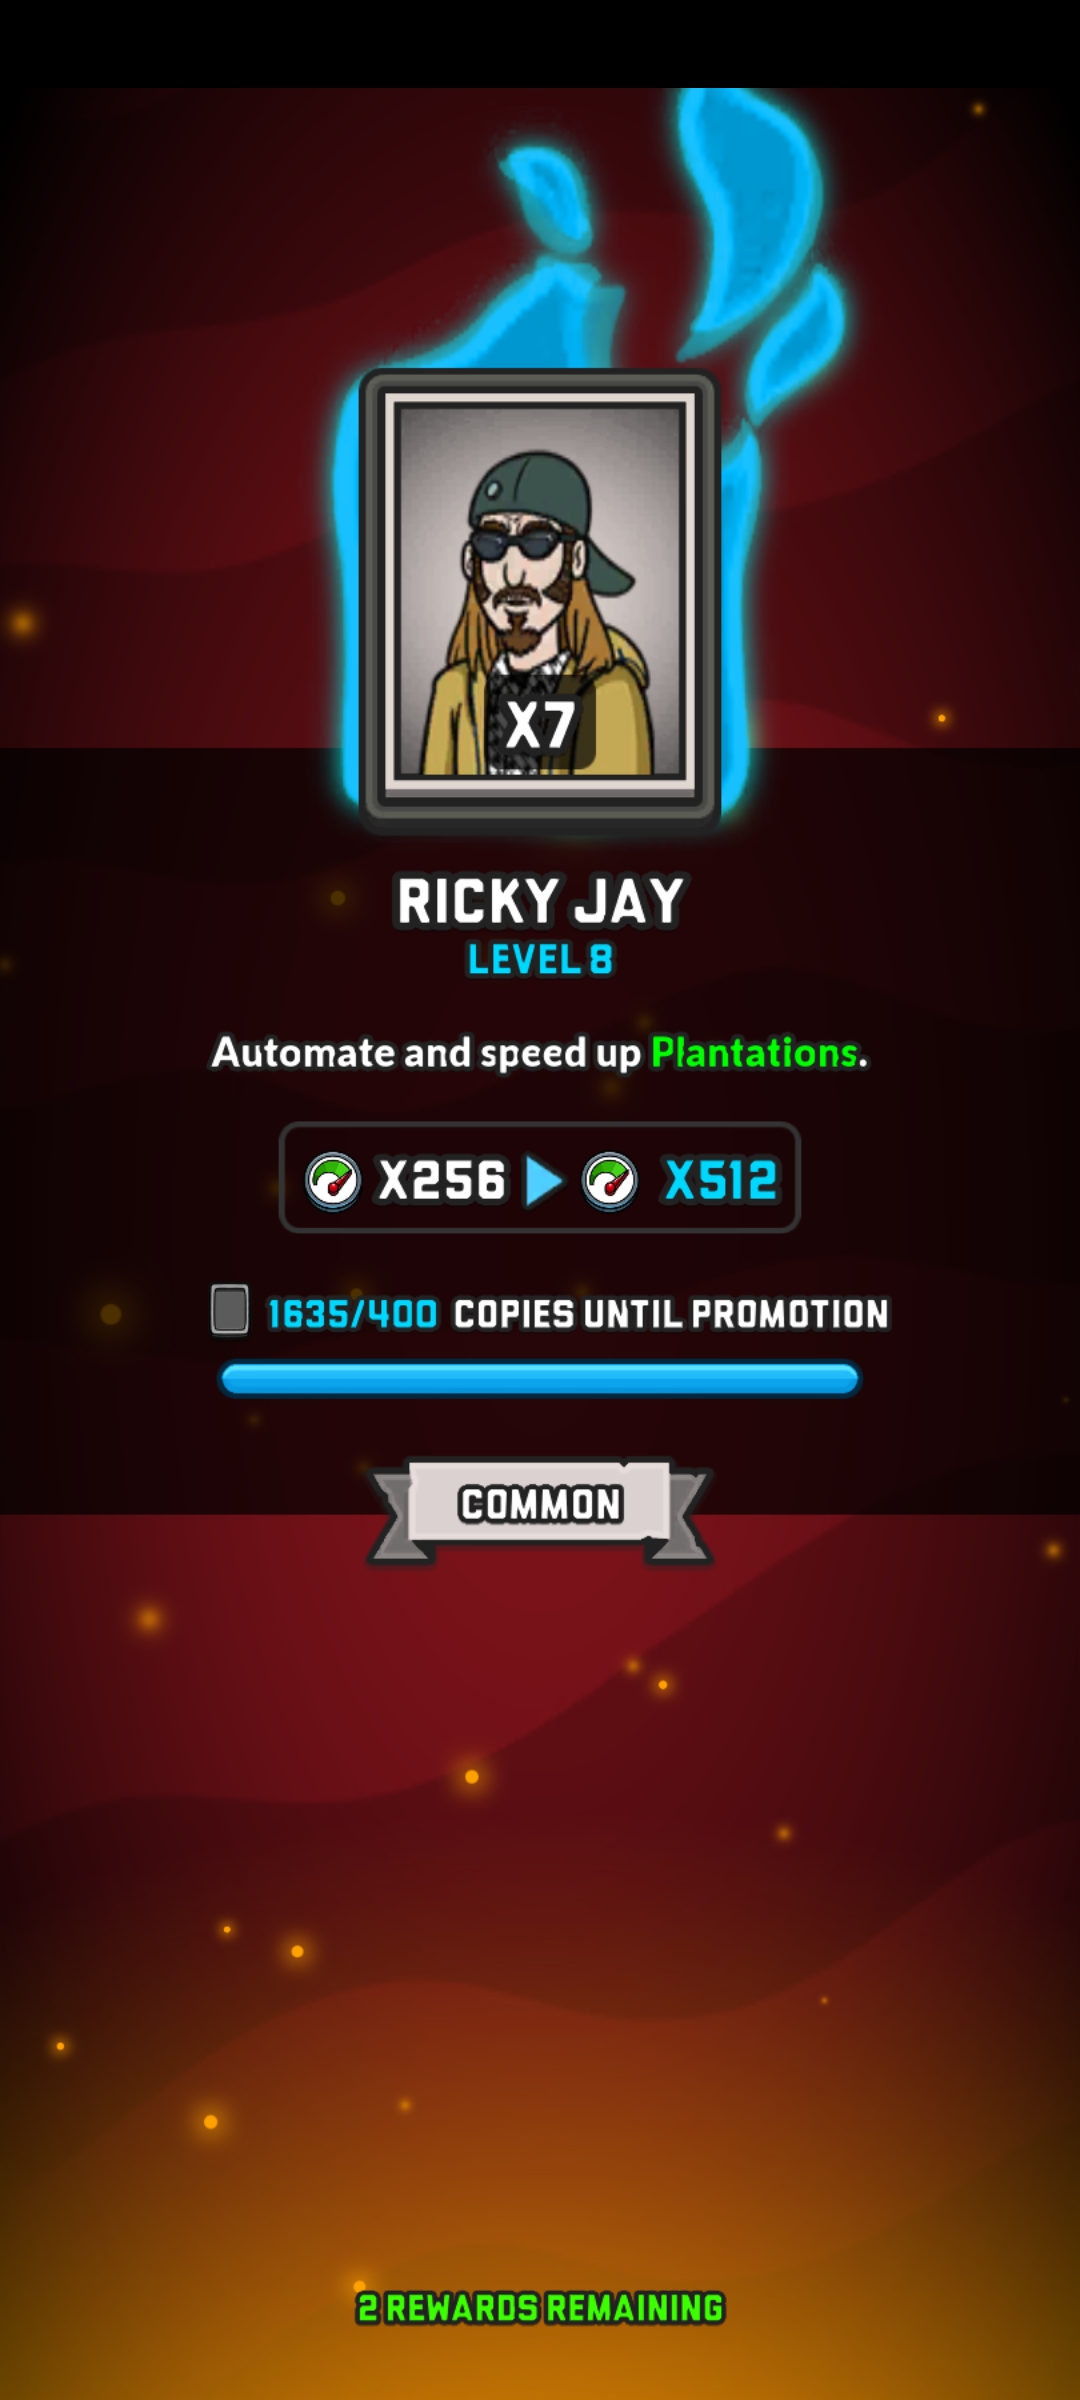 X7
RICKY JAY
LEVEL 8
Automate and speed up Plantations.
X256 X512
1635/400 COPIES UNTIL PROMOTION
COMMON
2 REWARDS REMAINING